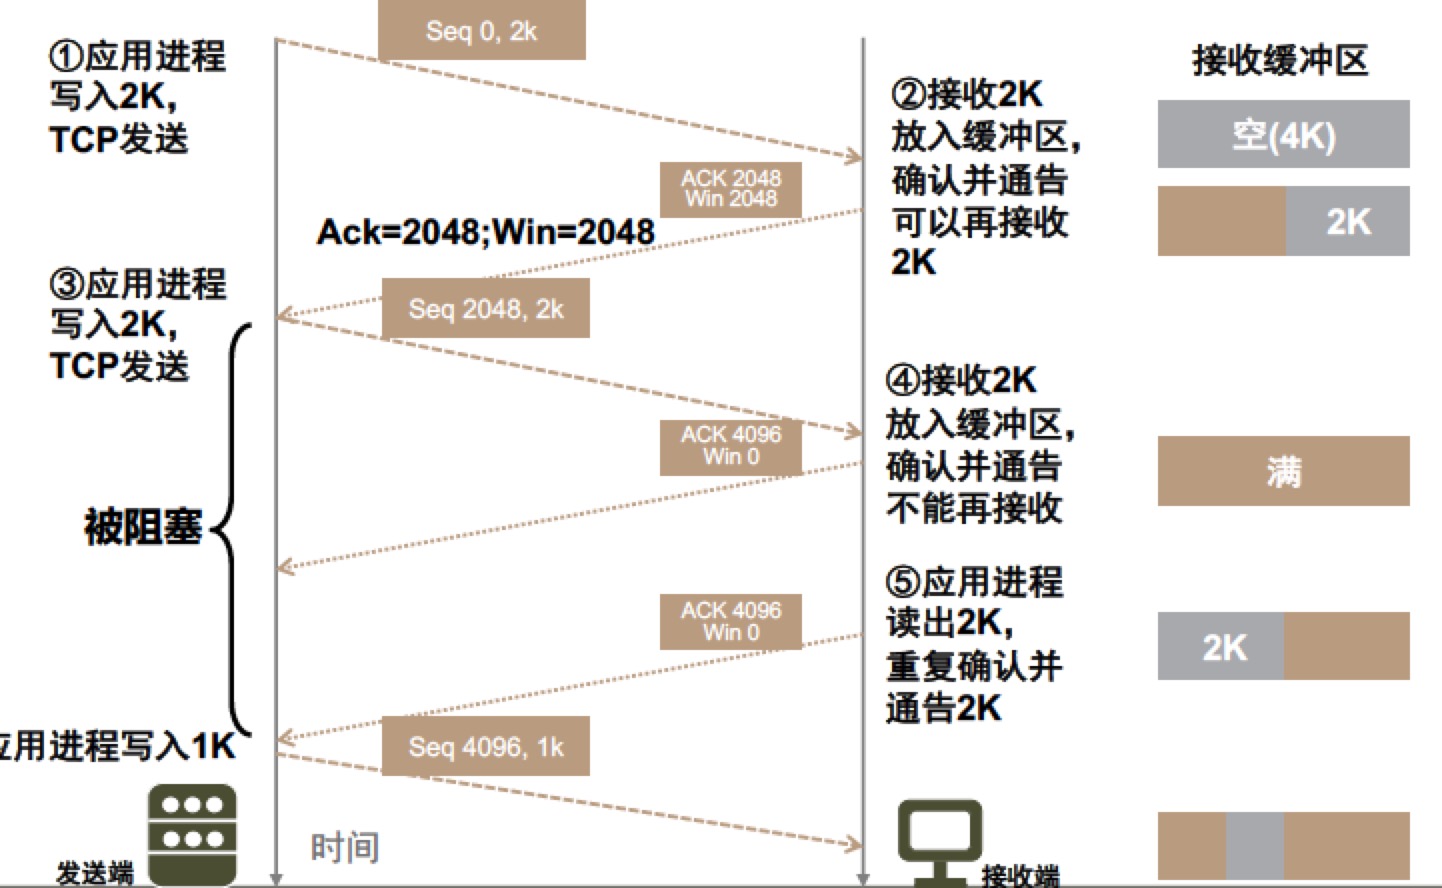 Seq 0, 2k
①应用进程
写入2K,
TCP发送
接收缓冲区
②接收2K
放入缓冲区，
确认并通告
可以再接收
2K
空(4K)
2K
ACK 2048
Win 2048
Ack=2048;Win=2048
③应用进程
写入2K,
TCP发送
Seq 2048, 2k
④接收2K
放入缓冲区，
确认并通告
不能再接收
ACK 4096
Win 0
满
被阻塞
⑤应用进程
读出2K,
重复确认并
通告2K
ACK 4096
Win 0
2K
应用进程写入1K
Seq 4096, 1k
时间
发送端
接收端